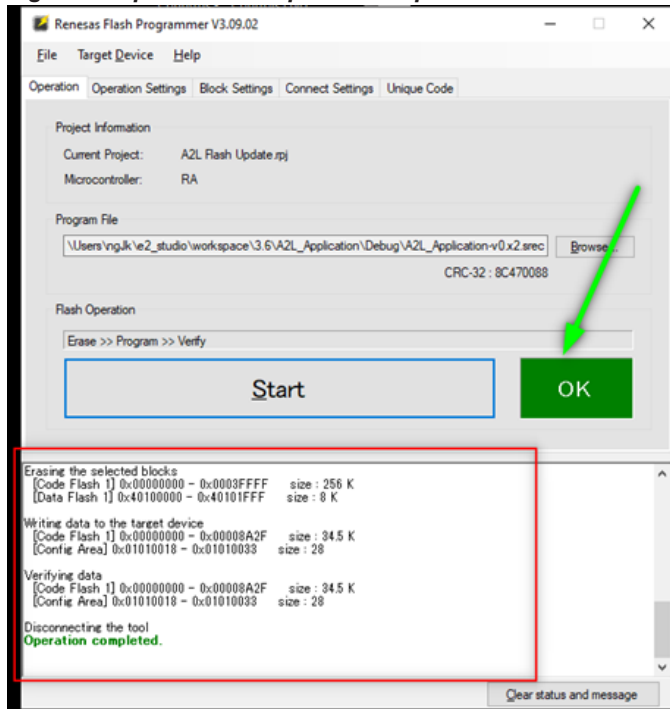 Renesas Flash Programmer V3.09.02
File Target Device Help
Operation Operation Settings Block Settings Connect Settings Unique Code
Project Information
Current Project: A2L Flash Update.rpj
Microcontroller: RA
Program File
\Users\ngJk\e2_studio\workspace\3.6\A2L_Application\Debug\A2L_Application-v0.x2.srec Browse...
CRC-32 : 8C470088
Flash Operation
Erase >> Program >> Verify
Start OK
Erasing the selected blocks
[Code Flash 1] 0x00000000 - 0x0003FFFF size : 256 K
[Data Flash 1] 0x40100000 - 0x40101FFF size : 8 K
Writing data to the target device
[Code Flash 1] 0x00000000 - 0x00008A2F size : 34.5 K
[Config Area] 0x01010018 - 0x01010033 size : 28
Verifying data
[Code Flash 1] 0x00000000 - 0x00008A2F size : 34.5 K
[Config Area] 0x01010018 - 0x01010033 size : 28
Disconnecting the tool
Operation completed.
Clear status and message